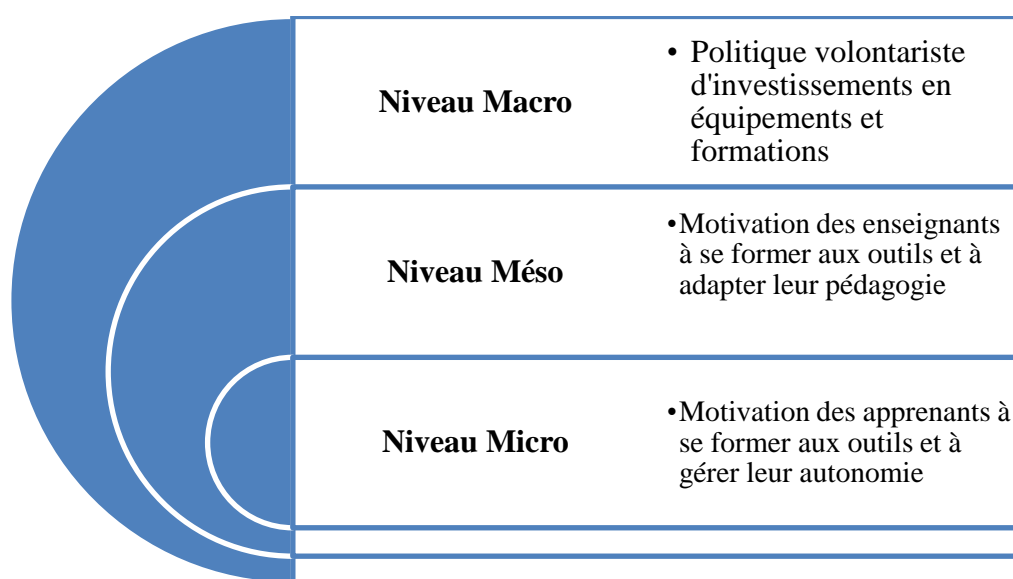 Niveau Macro
• Politique volontariste
d'investissements en
équipements et
formations
Niveau Méso
•Motivation des enseignants
à se former aux outils et à
adapter leur pédagogie
Niveau Micro
•Motivation des apprenants à
se former aux outils et à
gérer leur autonomie